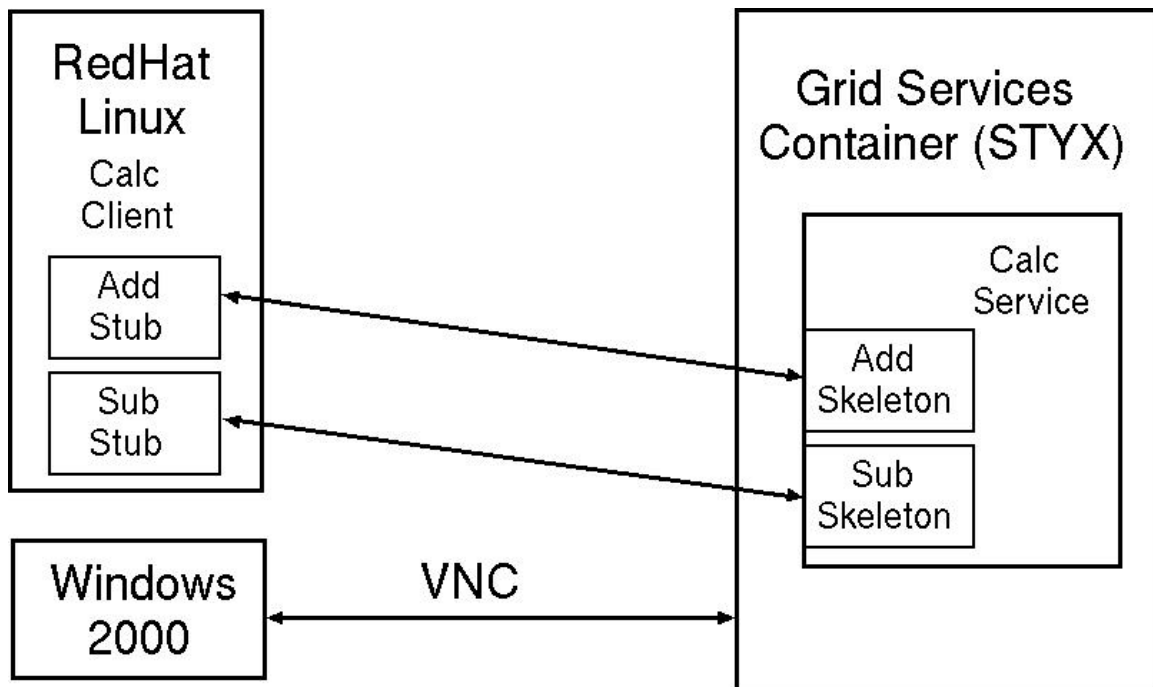 RedHat
Linux
Calc
Client
Add
Stub
Sub
Stub
Windows
2000
VNC
Grid Services
Container (STYX)
Calc
Service
Add
Skeleton
Sub
Skeleton